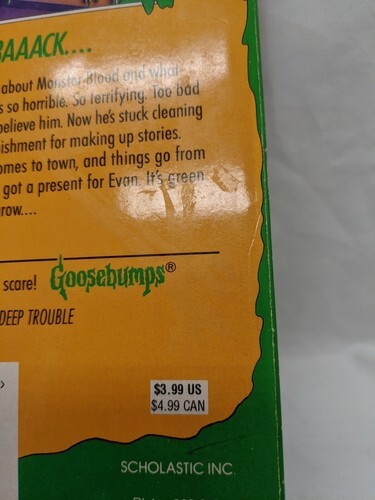 BAAACK....
about Monster Blood and what
s so horrible. So terrifying. Too bad
believe him. Now he's stuck cleaning
ishment for making up stories.
omes to town, and things go from
got a present for Evan. It's green
row....
scare! Goosebumps®
DEEP TROUBLE
$3.99 US
$4.99 CAN
SCHOLASTIC INC.